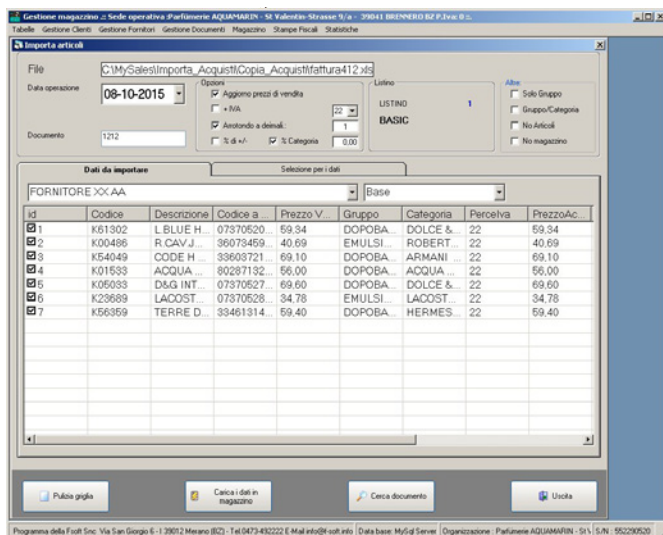 Gestione magazzino .:: Sede operativa :Parfümerie AQUAMARIN - St Valentin-Strasse 9/a - 39041 BRENNERO BZ P.Iva: 0 ::.
Tabelle Gestione Clienti Gestione Fornitori Gestione Documenti Magazzino Stampe Fiscali Statistiche
Importa articoli
File C:\MySales\Importa_Acquisti\Copia_Acquisti\fattura412.xls
Data operazione 08-10-2015
Documento 1212
Opzioni
Aggiorno prezzi di vendita
+ IVA 22
Arrotondo a deimali: 1
% di +/- % Categoria 0,00
Listino
LISTINO 1
BASIC
Altre:
Solo Gruppo
Gruppo/Categoria
No Articoli
No magazzino
Dati da importare Selezione per i dati
FORNITORE XX AA Base
id Codice Descrizione Codice a ... Prezzo V... Gruppo Categoria PerceIva PrezzoAc...
1 K61302 L.BLUE H... 07370520... 59,34 DOPOBA... DOLCE &... 22 59,34
2 K00486 R.CAV.J... 36073459... 40,69 EMULSI... ROBERT... 22 40,69
3 K54049 CODE H ... 33603721... 69,10 DOPOBA... ARMANI ... 22 69,10
4 K01533 ACQUA ... 80287132... 56,00 DOPOBA... ACQUA ... 22 56,00
5 K05033 D&G INT... 07370527... 69,60 DOPOBA... DOLCE &... 22 69,60
6 K23689 LACOST... 07370528... 34,78 EMULSI... LACOST... 22 34,78
7 K56359 TERRE D... 33461314... 59,40 DOPOBA... HERMES... 22 59,40
Pulizia griglia
Carica i dati in
magazzino
Cerca documento
Uscita
Programma della Fsoft Snc. Via San Giorgio 6 - I 39012 Merano (BZ) - Tel.0473-492222 E-Mail info@f-soft.info Data base: MySql Server Organizzazione : Parfümerie AQUAMARIN - St V S/N : 552290520